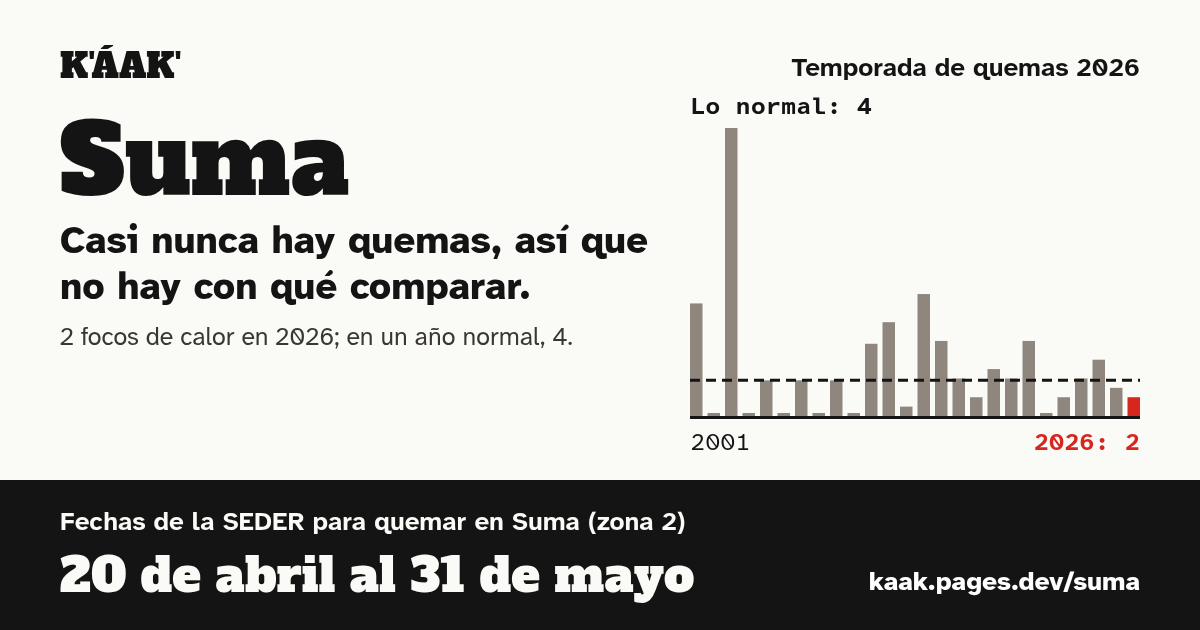 K'ÁAK'
Suma
Casi nunca hay quemas, así que
no hay con qué comparar.
2 focos de calor en 2026; en un año normal, 4.
Temporada de quemas 2026
Lo normal: 4
2001
2026: 2
Fechas de la SEDER para quemar en Suma (zona 2)
20 de abril al 31 de mayo
kaak.pages.dev/suma